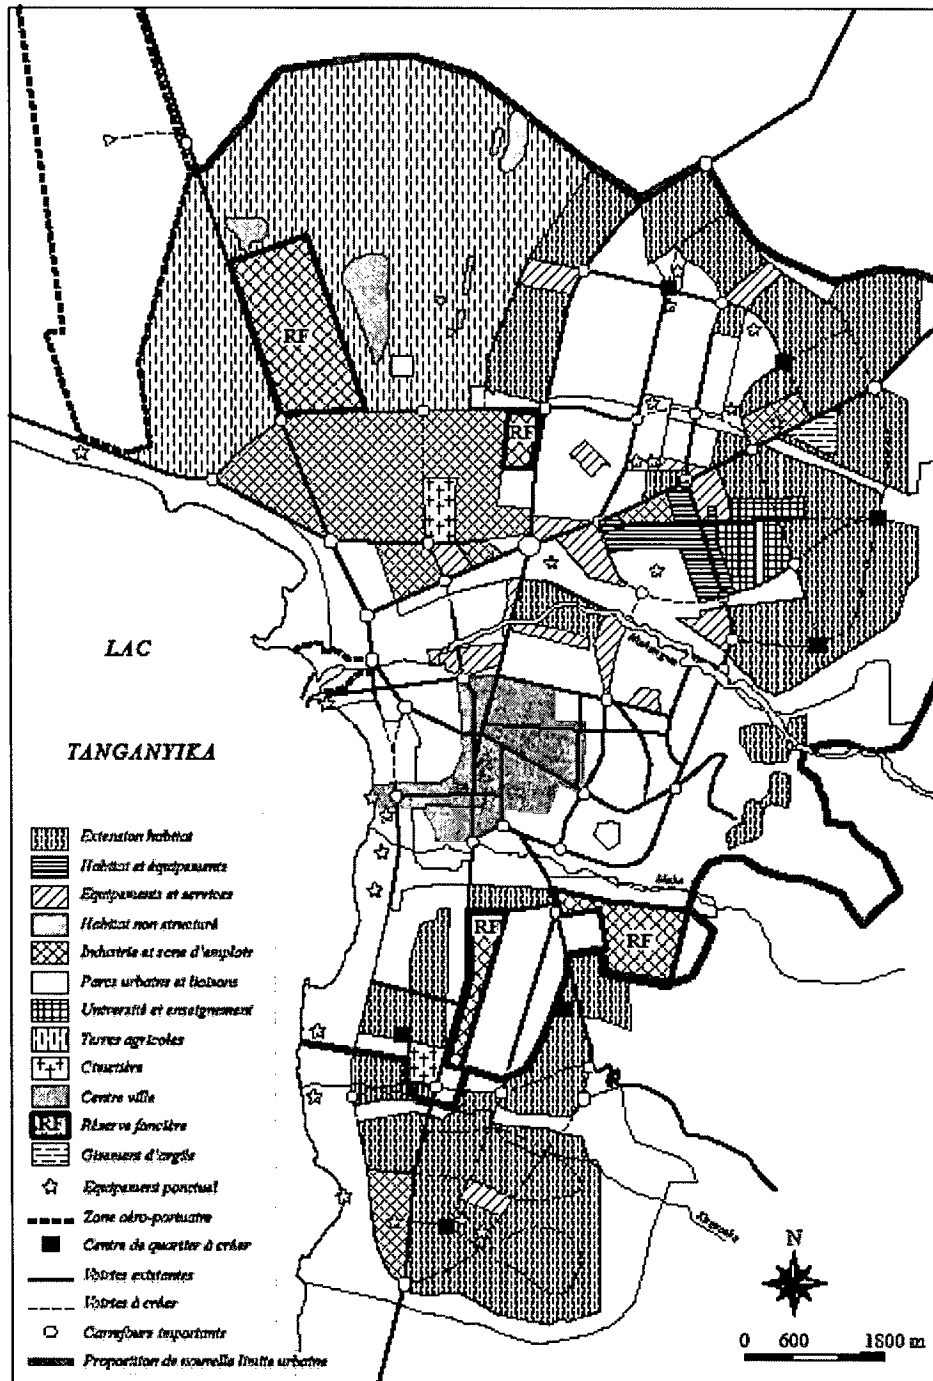 RF
RF
LAC
TANGANYIKA
RF
RF
Extension habitat
Habitat et équipements
Equipements et services
Habitat non structuré
Industrie et zone d'emplois
Parcs urbains et liaisons
Université et enseignement
Terres agricoles
Cimetière
Centre ville
RF Réserve foncière
Gisement d'argile
Equipement ponctuel
Zone aéro-portuaire
Centre de quartier à créer
Voiries existantes
Voiries à créer
Carrefours importants
Proposition de nouvelle limite urbaine
N
0 600 1800 m